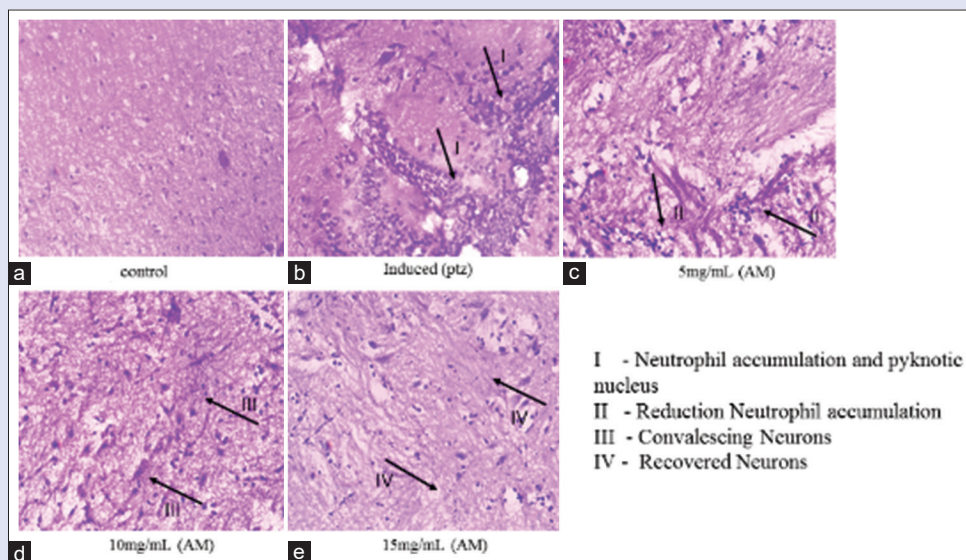 I
I
II
II
a
control
b
Induced (ptz)
c
5mg/mL (AM)
III
III
IV
IV
d
10mg/mL (AM)
e
15mg/mL (AM)
I - Neutrophil accumulation and pyknotic
nucleus
II - Reduction Neutrophil accumulation
III - Convalescing Neurons
IV - Recovered Neurons